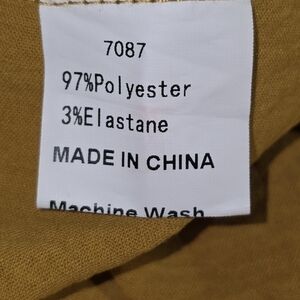 7087
97%Polyester
3%Elastane
MADE IN CHINA
Machine Wash